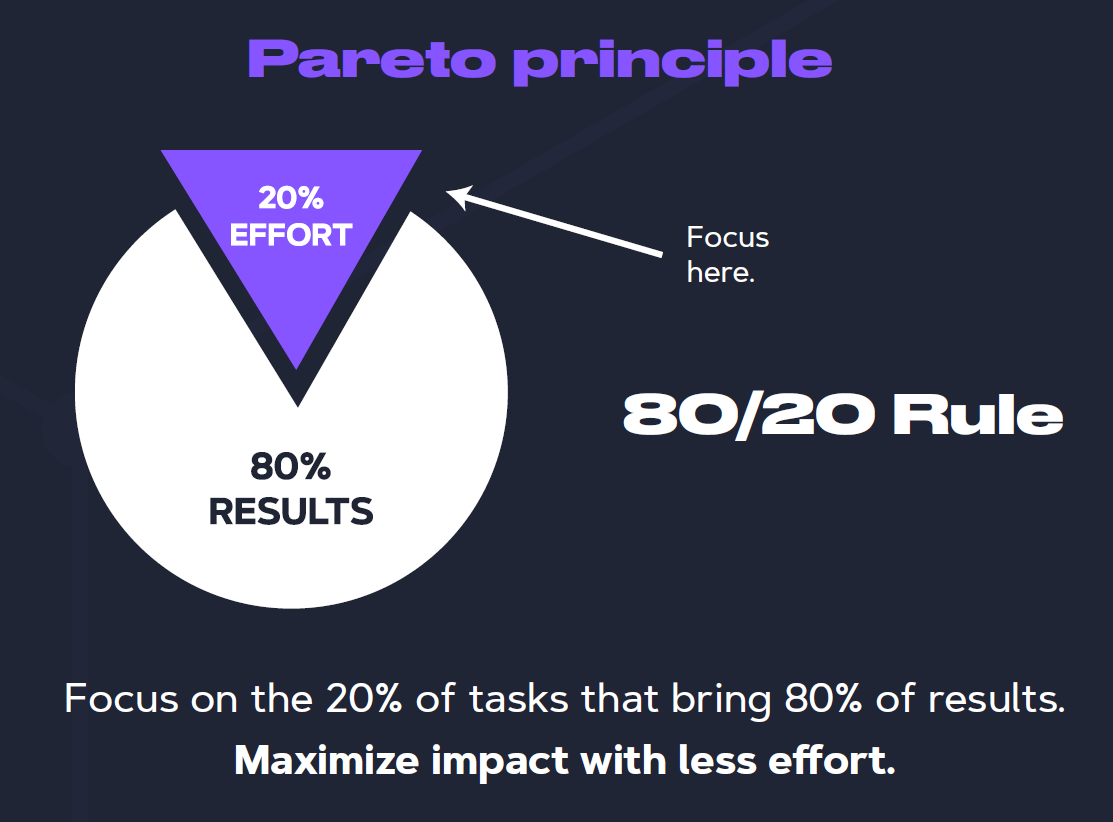 Pareto principle
20%
EFFORT
Focus
here.
80/20 Rule
80%
RESULTS
Focus on the 20% of tasks that bring 80% of results.
Maximize impact with less effort.